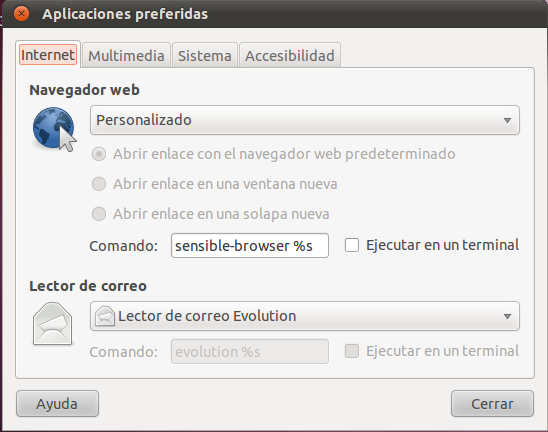 Aplicaciones preferidas
Internet Multimedia Sistema Accesibilidad
Navegador web
Personalizado
Abrir enlace con el navegador web predeterminado
Abrir enlace en una ventana nueva
Abrir enlace en una solapa nueva
Comando: sensible-browser %s Ejecutar en un terminal
Lector de correo
Lector de correo Evolution
Comando: evolution %s Ejecutar en un terminal
Ayuda Cerrar